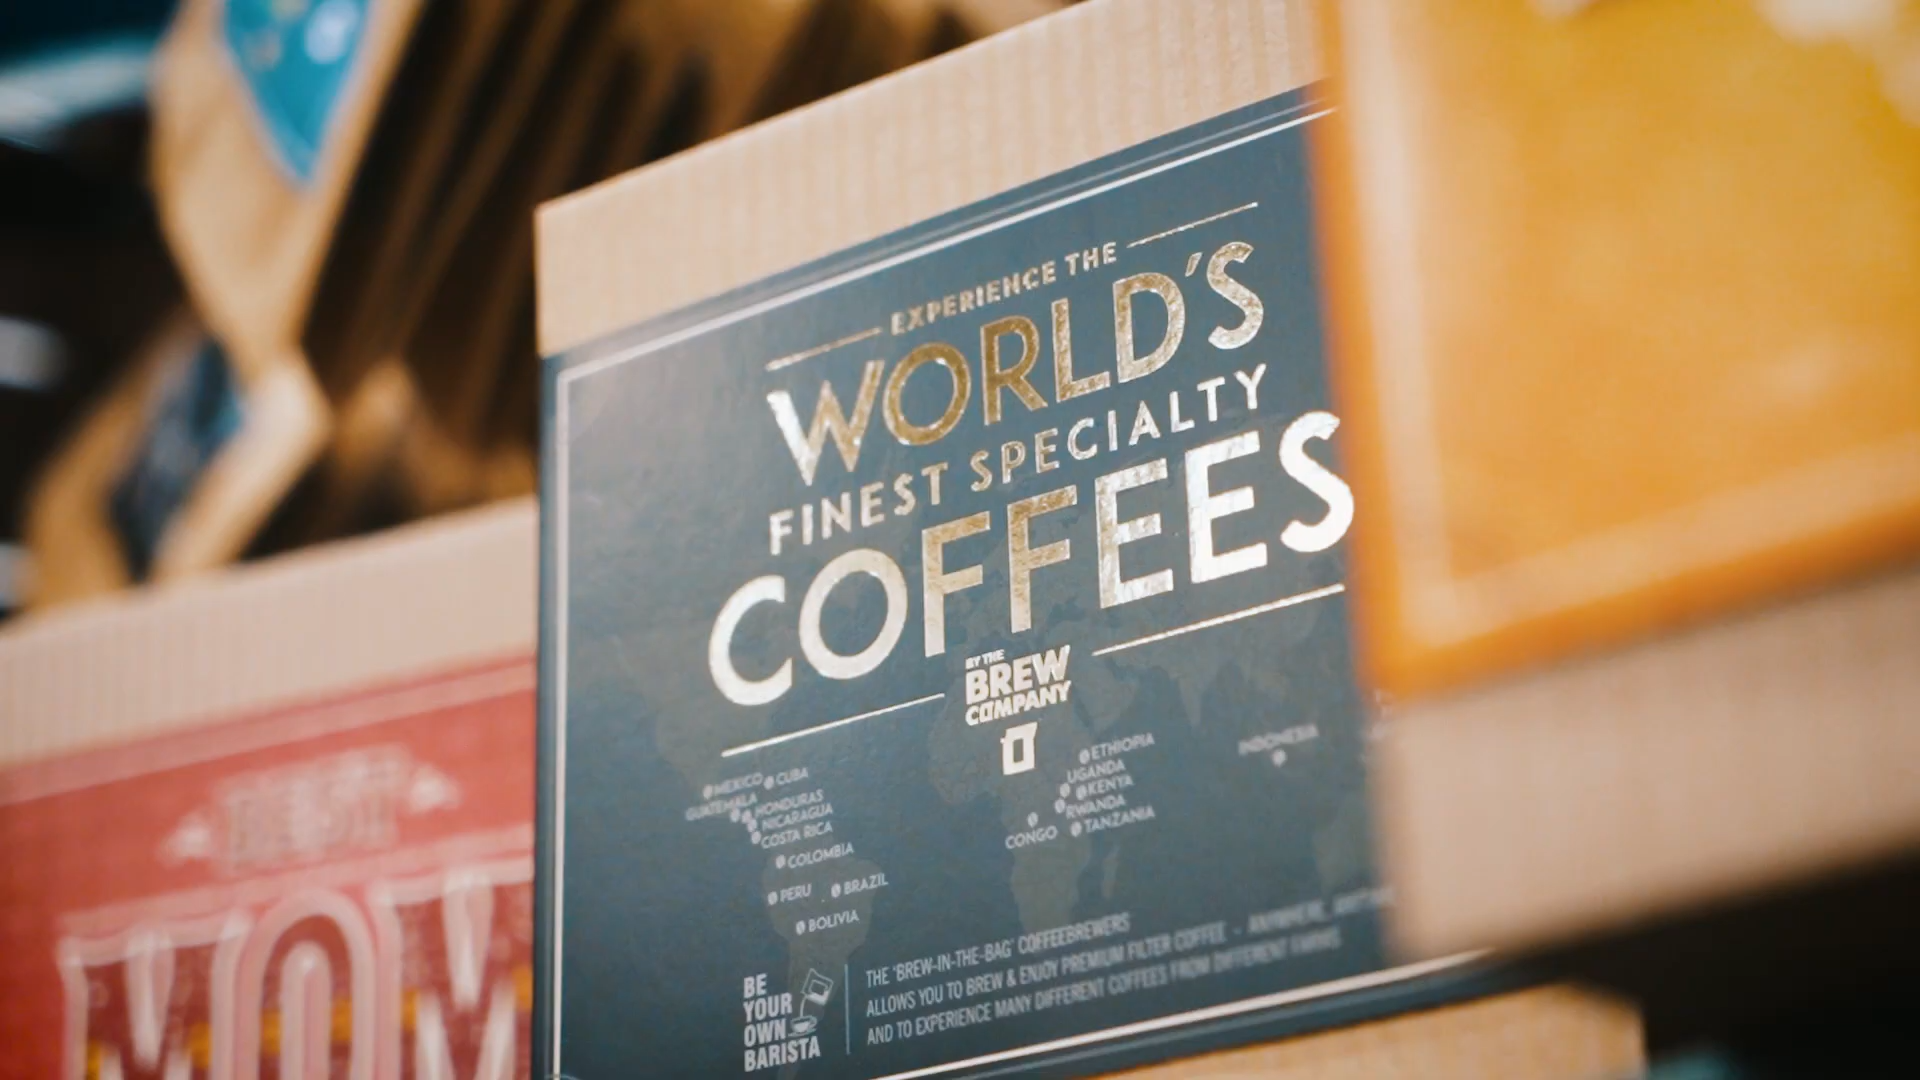 EXPERIENCE THE
WORLD'S
FINEST SPECIALTY
COFFEES
BY THE
BREW
COMPANY
MEXICO
CUBA
GUATEMALA
HONDURAS
NICARAGUA
COSTA RICA
COLOMBIA
PERU
BRAZIL
BOLIVIA
ETHIOPIA
UGANDA
KENYA
RWANDA
CONGO
TANZANIA
INDONESIA
BE
YOUR
OWN
BARISTA
THE 'BREW-IN-THE-BAG' COFFEEBREWERS
ALLOWS YOU TO BREW & ENJOY PREMIUM FILTER COFFEE - ANYWHERE,
AND TO EXPERIENCE MANY DIFFERENT COFFEES FROM DIFFERENT FARMS
MOM